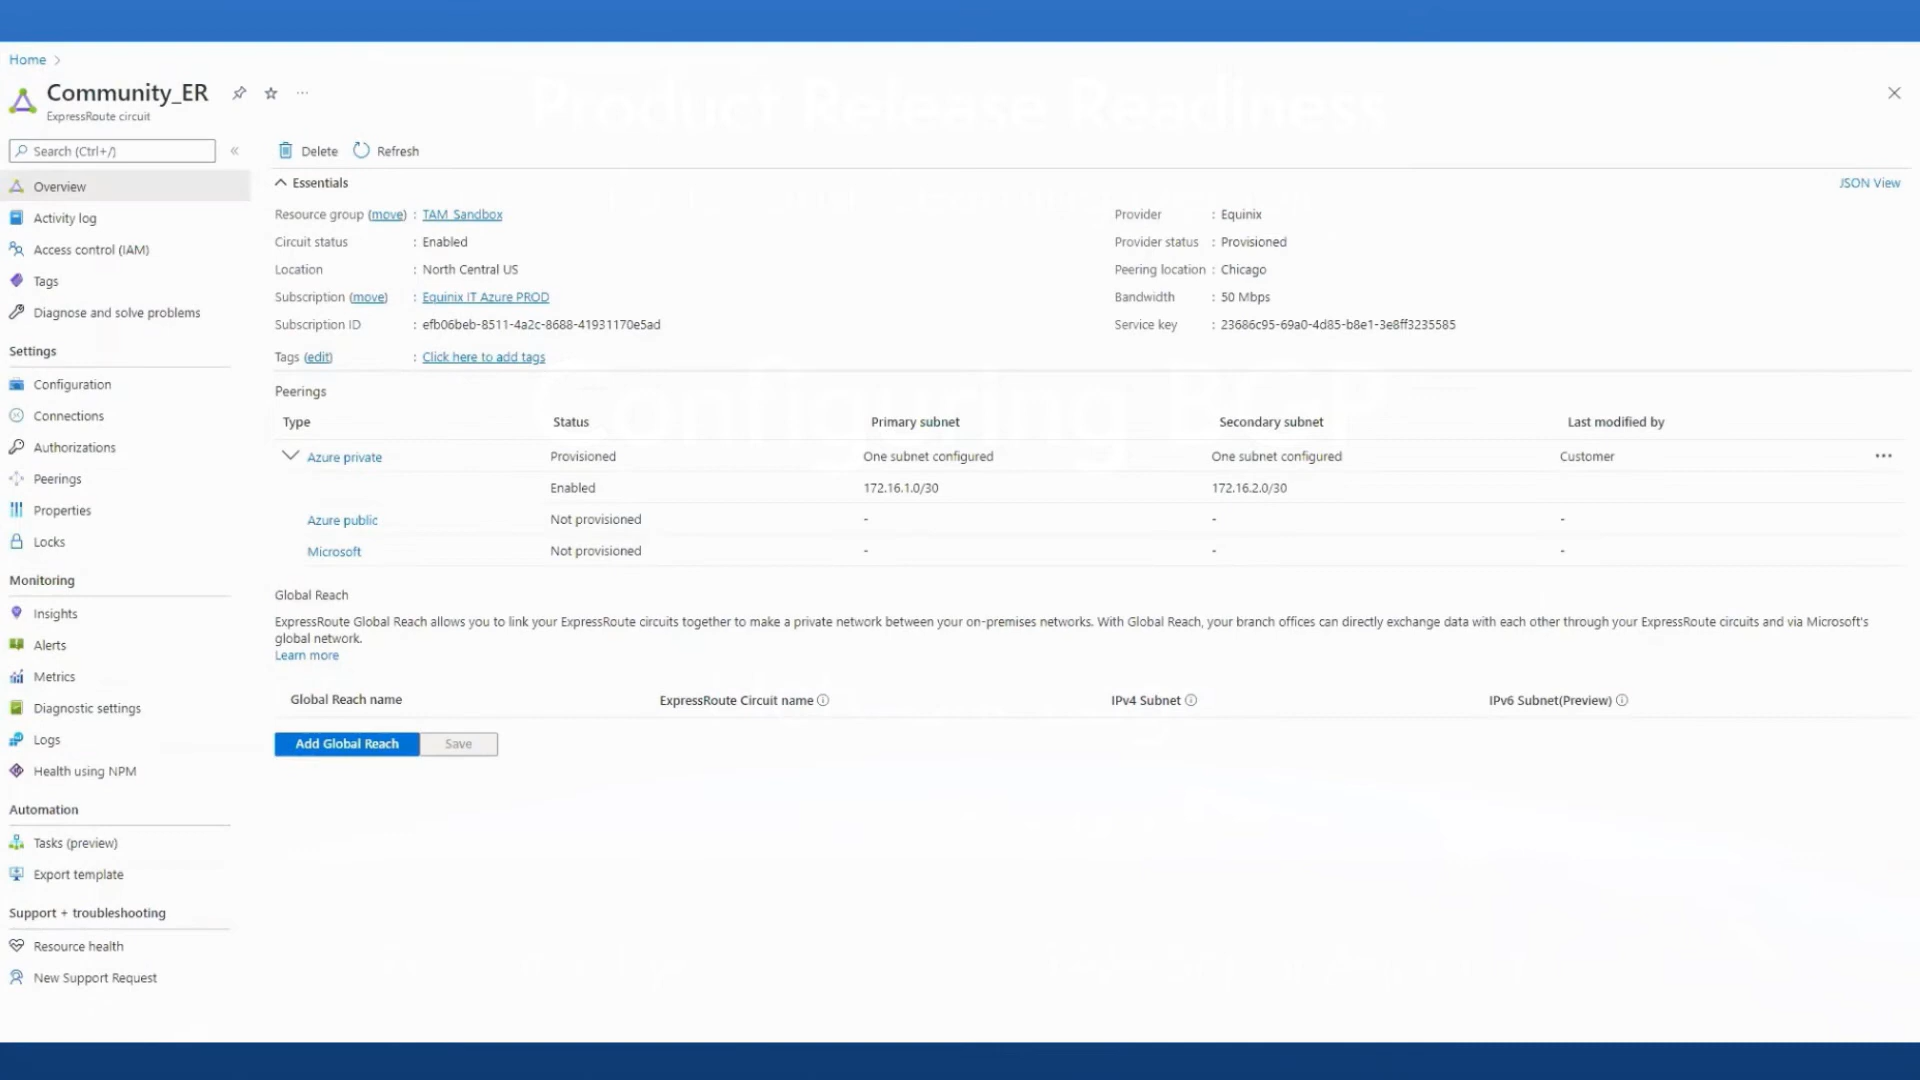 Home >
Community_ER
ExpressRoute circuit
Product Release Readiness
Search (Ctrl+/)
«
Delete
Refresh
Overview
Activity log
Access control (IAM)
Tags
Diagnose and solve problems
Settings
Configuration
Connections
Authorizations
Peerings
Properties
Locks
Monitoring
Insights
Alerts
Metrics
Diagnostic settings
Logs
Health using NPM
Automation
Tasks (preview)
Export template
Support + troubleshooting
Resource health
New Support Request
Essentials
JSON View
Resource group (move) : TAM_Sandbox
Circuit status : Enabled
Location : North Central US
Subscription (move) : Equinix IT Azure PROD
Subscription ID : efb06beb-8511-4a2c-8688-41931170e5ad
Tags (edit) : Click here to add tags
Provider : Equinix
Provider status : Provisioned
Peering location : Chicago
Bandwidth : 50 Mbps
Service key : 23686c95-69a0-4d85-b8e1-3e8ff3235585
Configuring BGP
Peerings
Type Status Primary subnet Secondary subnet Last modified by
Azure private Provisioned One subnet configured One subnet configured Customer ...
Enabled 172.16.1.0/30 172.16.2.0/30
Azure public Not provisioned - - -
Microsoft Not provisioned - - -
Global Reach
ExpressRoute Global Reach allows you to link your ExpressRoute circuits together to make a private network between your on-premises networks. With Global Reach, your branch offices can directly exchange data with each other through your ExpressRoute circuits and via Microsoft's
global network.
Learn more
Global Reach name ExpressRoute Circuit name IPv4 Subnet IPv6 Subnet(Preview)
Add Global Reach Save